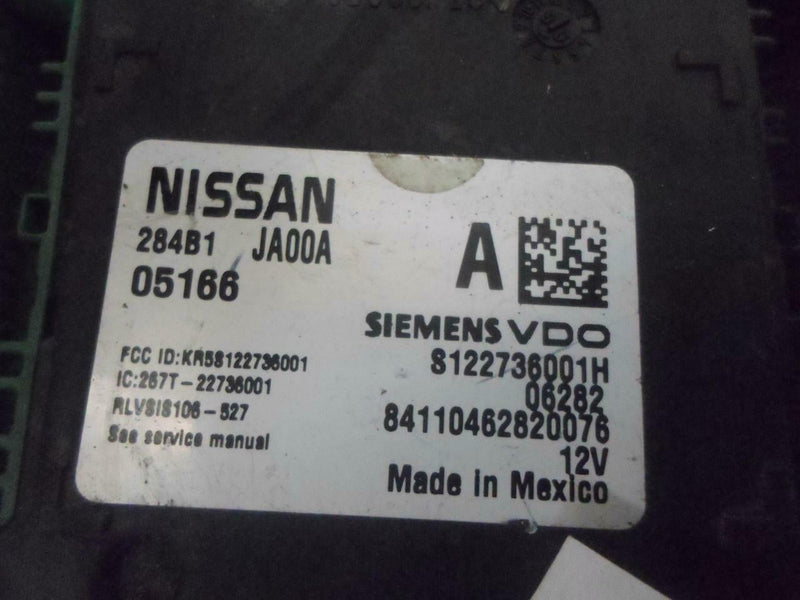 NISSAN
284B1 JA00A
05166
A
SIEMENS VDO
FCC ID:KR5S122736001
IC:267T-22736001
RLVSIS106-527
See service manual
S122736001H
06282
84110462820076
12V
Made in Mexico